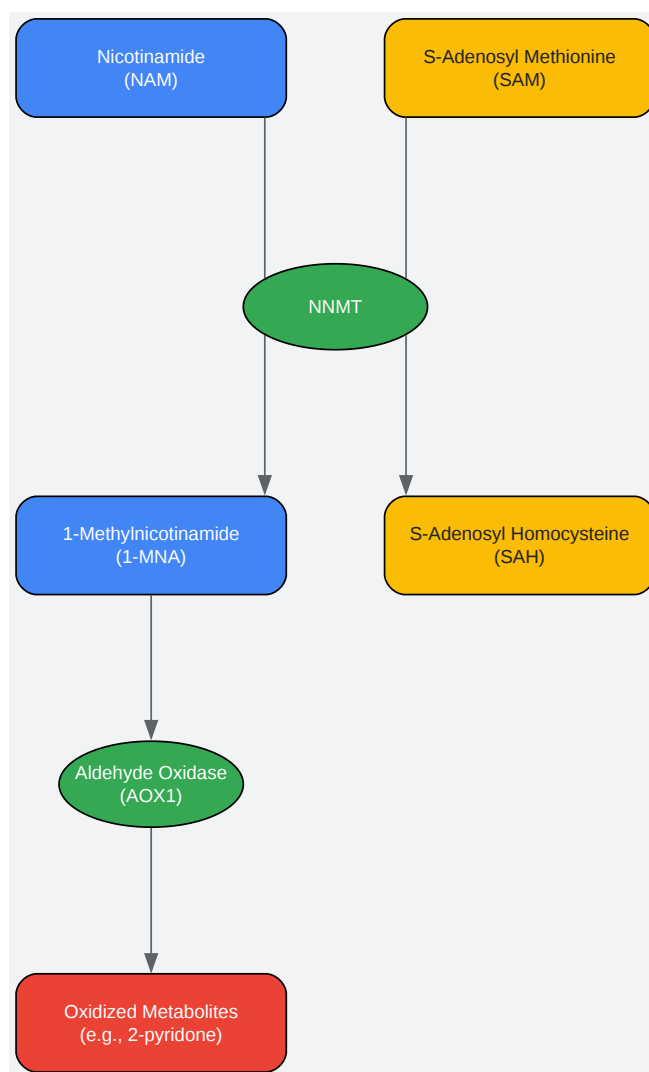 Nicotinamide
(NAM)
S-Adenosyl Methionine
(SAM)
NNMT
1-Methylnicotinamide
(1-MNA)
S-Adenosyl Homocysteine
(SAH)
Aldehyde Oxidase
(AOX1)
Oxidized Metabolites
(e.g., 2-pyridone)